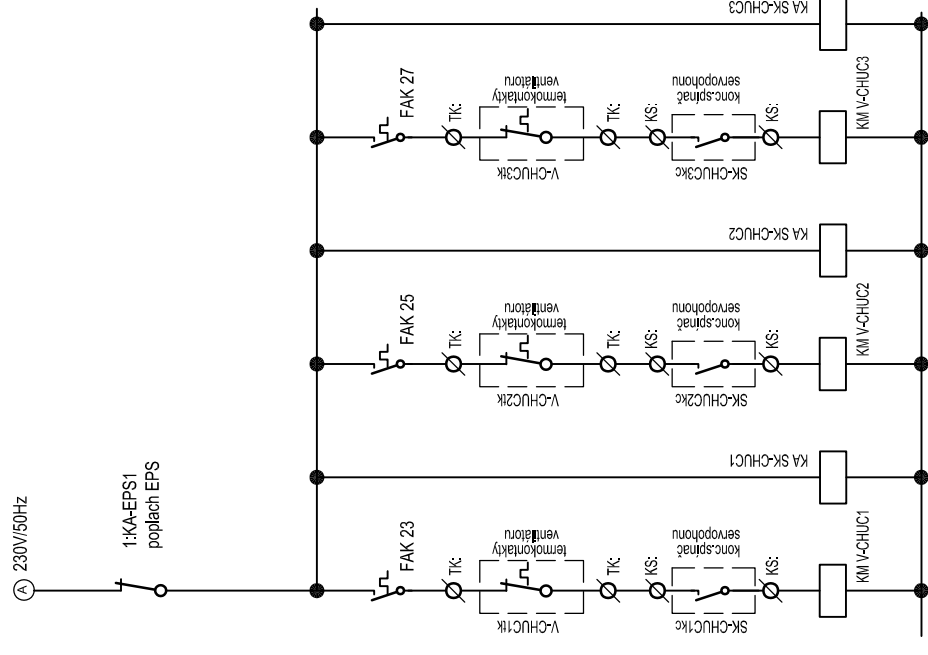 A 230V/50Hz
1:KA-EPS1
poplach EPS
FAK 23
TK:
termokontakty
ventilátoru
V-CHUC1tk
TK:
KS:
konc.spínač
servopohonu
SK-CHUC1kc
KS:
KM V-CHUC1
KA SK-CHUC1
FAK 25
TK:
termokontakty
ventilátoru
V-CHUC2tk
TK:
KS:
konc.spínač
servopohonu
SK-CHUC2kc
KS:
KM V-CHUC2
KA SK-CHUC2
FAK 27
TK:
termokontakty
ventilátoru
V-CHUC3tk
TK:
KS:
konc.spínač
servopohonu
SK-CHUC3kc
KS:
KM V-CHUC3
KA SK-CHUC3